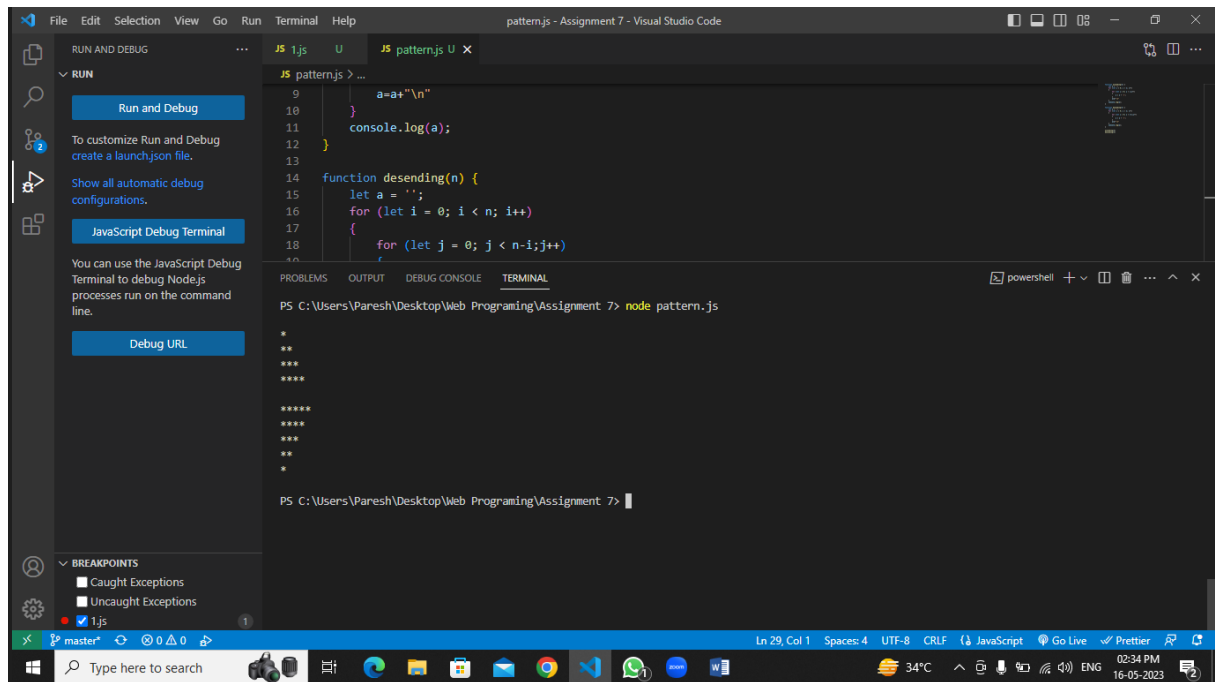 File Edit Selection View Go Run Terminal Help pattern.js - Assignment 7 - Visual Studio Code
RUN AND DEBUG ...
RUN
Run and Debug
To customize Run and Debug
create a launch.json file.
Show all automatic debug
configurations.
JavaScript Debug Terminal
You can use the JavaScript Debug
Terminal to debug Node.js
processes run on the command
line.
Debug URL
BREAKPOINTS
Caught Exceptions
Uncaught Exceptions
1.js 1
2
JS 1.js U JS pattern.js U
JS pattern.js > ...
9 a=a+"\n"
10 }
11 console.log(a);
12 }
13
14 function desending(n) {
15 let a = '';
16 for (let i = 0; i < n; i++)
17 {
18 for (let j = 0; j < n-i;j++)
PROBLEMS OUTPUT DEBUG CONSOLE TERMINAL powershell
PS C:\Users\Paresh\Desktop\Web Programing\Assignment 7> node pattern.js
*
**
***
****
*****
****
***
**
*
PS C:\Users\Paresh\Desktop\Web Programing\Assignment 7>
master* 0 0 Ln 29, Col 1 Spaces: 4 UTF-8 CRLF JavaScript Go Live Prettier
Type here to search 1 zoom W 34°C ENG 02:34 PM
16-05-2023 2